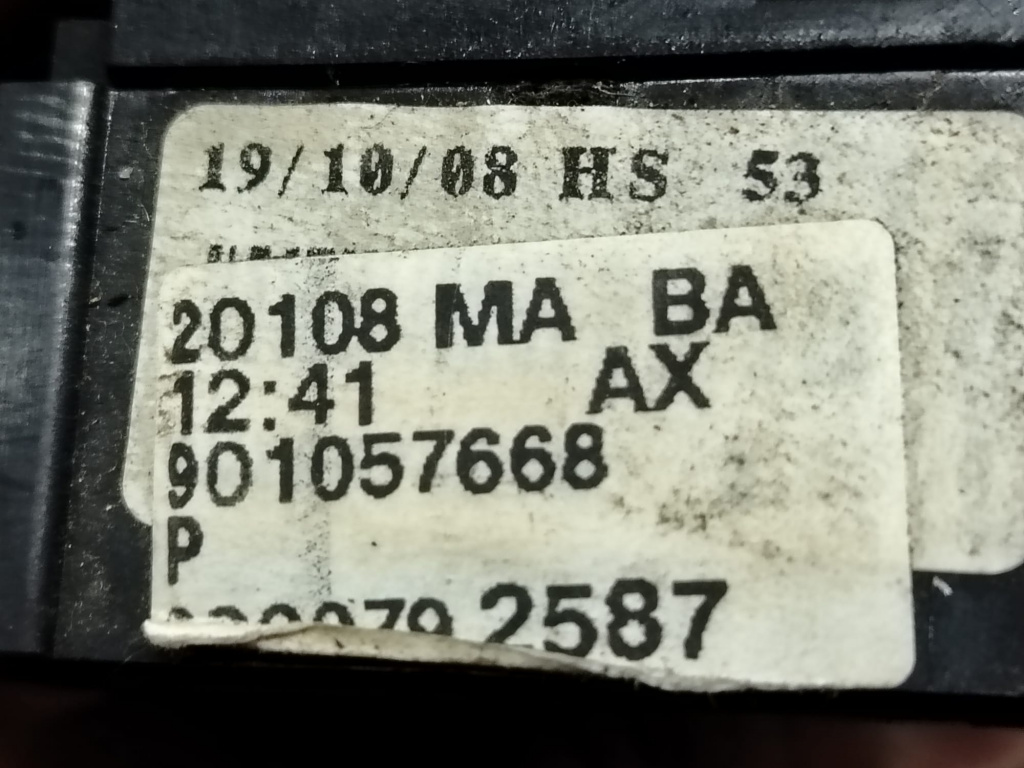 19/10/08 HS 53
20108 MA BA
12:41 AX
901057668
P
2587